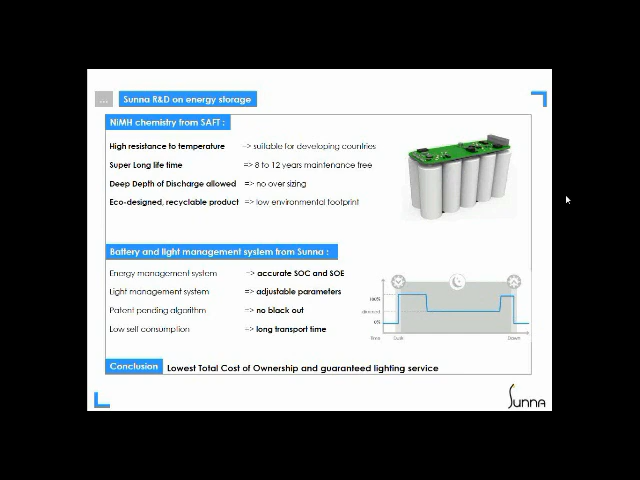 ... Sunna R&D on energy storage
NiMH chemistry from SAFT :
High resistance to temperature => suitable for developing countries
Super Long life time => 8 to 12 years maintenance free
Deep Depth of Discharge allowed => no over sizing
Eco-designed, recyclable product => low environmental footprint
Battery and light management system from Sunna :
Energy management system => accurate SOC and SOE
Light management system => adjustable parameters
Patent pending algorithm => no black out
Low self consumption => long transport time
100%
dimmed
0%
Time Dusk Dawn
Conclusion Lowest Total Cost of Ownership and guaranteed lighting service
Sunna